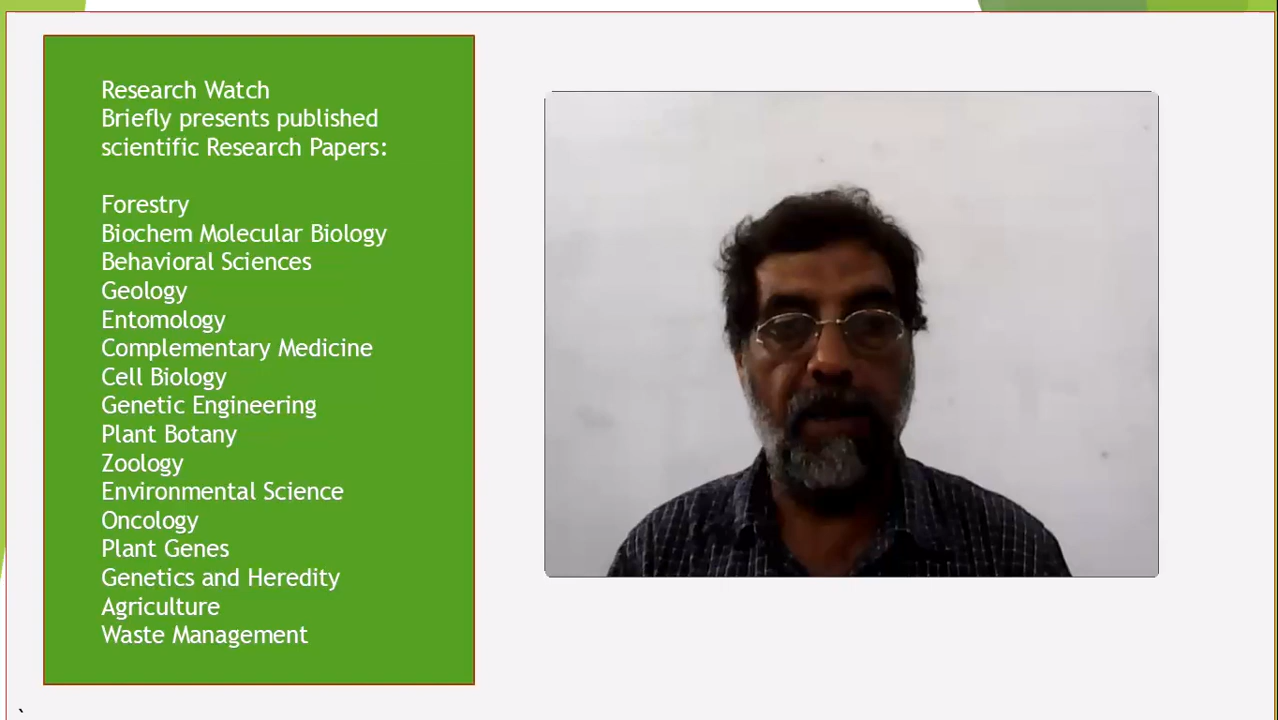 Research Watch
Briefly presents published
scientific Research Papers:
Forestry
Biochem Molecular Biology
Behavioral Sciences
Geology
Entomology
Complementary Medicine
Cell Biology
Genetic Engineering
Plant Botany
Zoology
Environmental Science
Oncology
Plant Genes
Genetics and Heredity
Agriculture
Waste Management
`